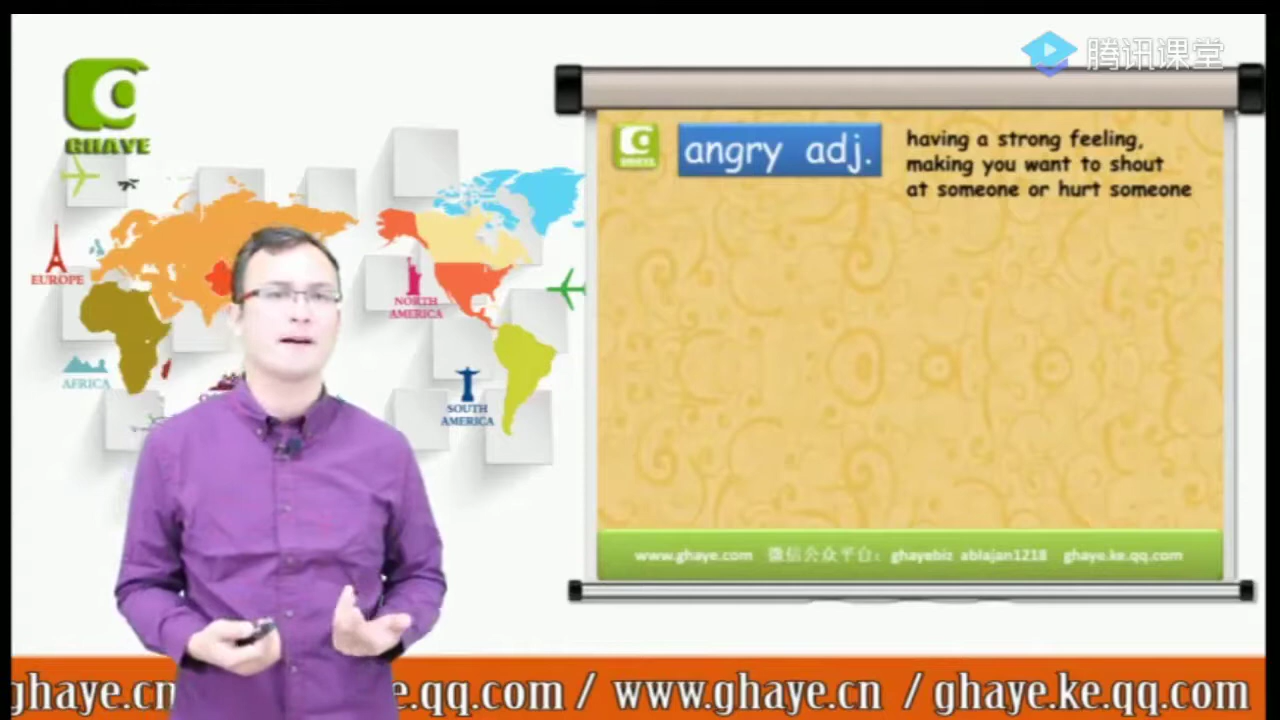 腾讯课堂
GHAYE
EUROPE
NORTH
AMERICA
AFRICA
SOUTH
AMERICA
GHAYE
angry adj.
having a strong feeling,
making you want to shout
at someone or hurt someone
www.ghaye.com 微信公众平台: ghayebiz ablajan1218 ghaye.ke.qq.com
ghaye.cn e.qq.com / www.ghaye.cn / ghaye.ke.qq.com